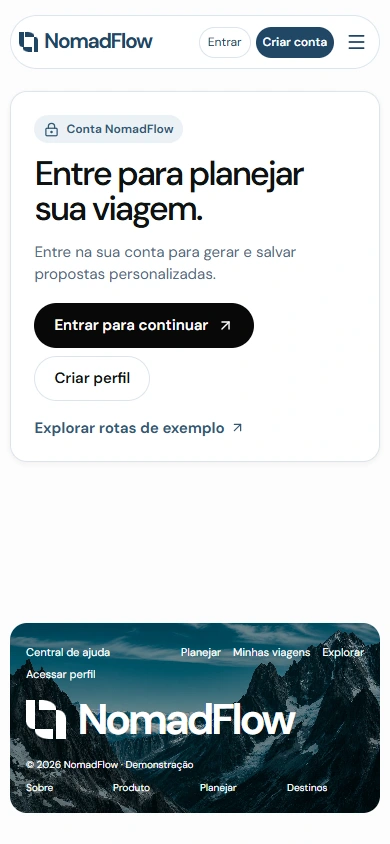 NomadFlow
Entrar
Criar conta
Conta NomadFlow
Entre para planejar
sua viagem.
Entre na sua conta para gerar e salvar
propostas personalizadas.
Entrar para continuar
Criar perfil
Explorar rotas de exemplo
Central de ajuda
Planejar
Minhas viagens
Explorar
Acessar perfil
NomadFlow
© 2026 NomadFlow · Demonstração
Sobre
Produto
Planejar
Destinos